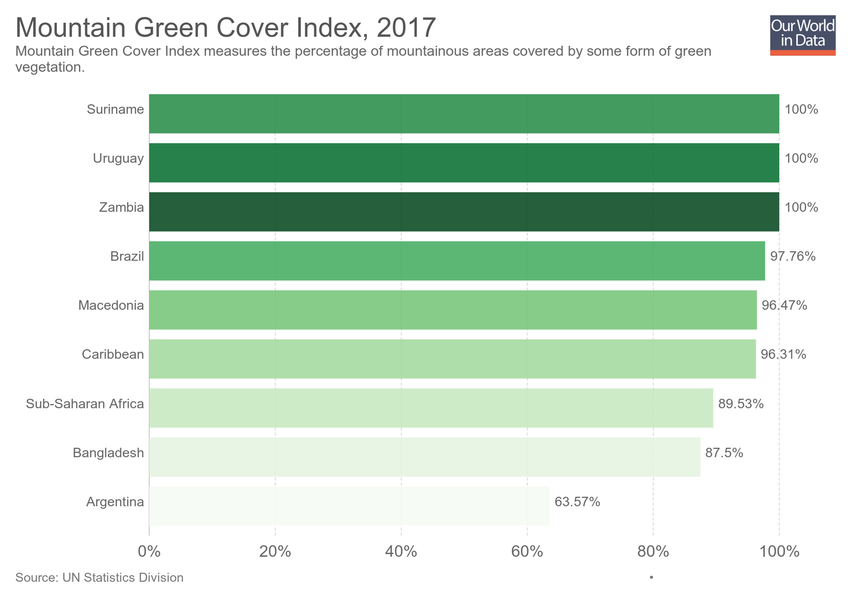 Mountain Green Cover Index, 2017
Mountain Green Cover Index measures the percentage of mountainous areas covered by some form of green
vegetation.
Our World
in Data
Suriname 100%
Uruguay 100%
Zambia 100%
Brazil 97.76%
Macedonia 96.47%
Caribbean 96.31%
Sub-Saharan Africa 89.53%
Bangladesh 87.5%
Argentina 63.57%
0% 20% 40% 60% 80% 100%
Source: UN Statistics Division •